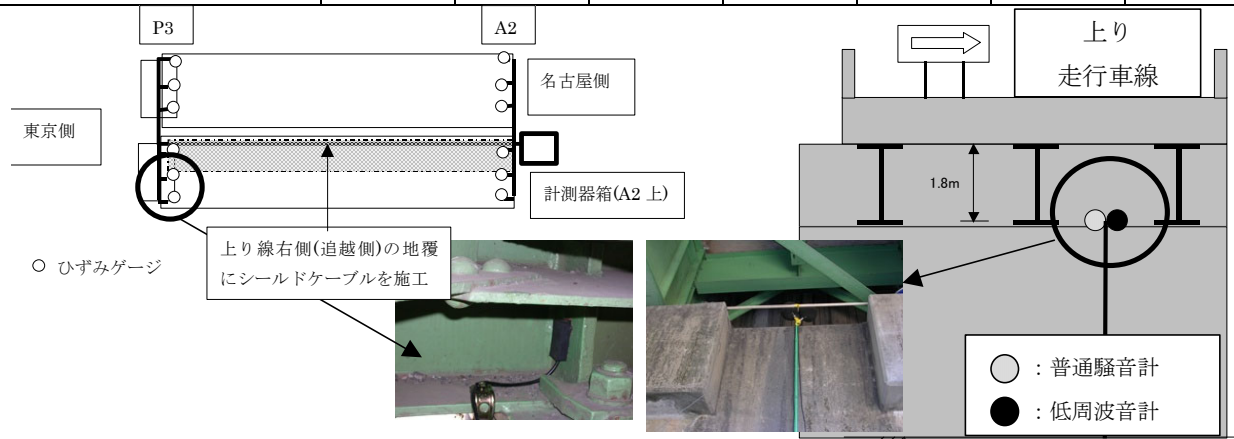 P3
A2
東京側
名古屋側
計測器箱(A2 上)
上り線右側(追越側)の地覆
にシールドケーブルを施工
○ ひずみゲージ
上り
走行車線
1.8m
：普通騒音計
：低周波音計